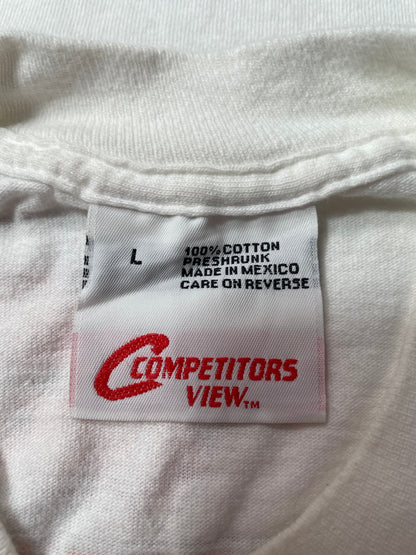 L
100% COTTON
PRESHRUNK
MADE IN MEXICO
CARE ON REVERSE
COMPETITORS
VIEW™